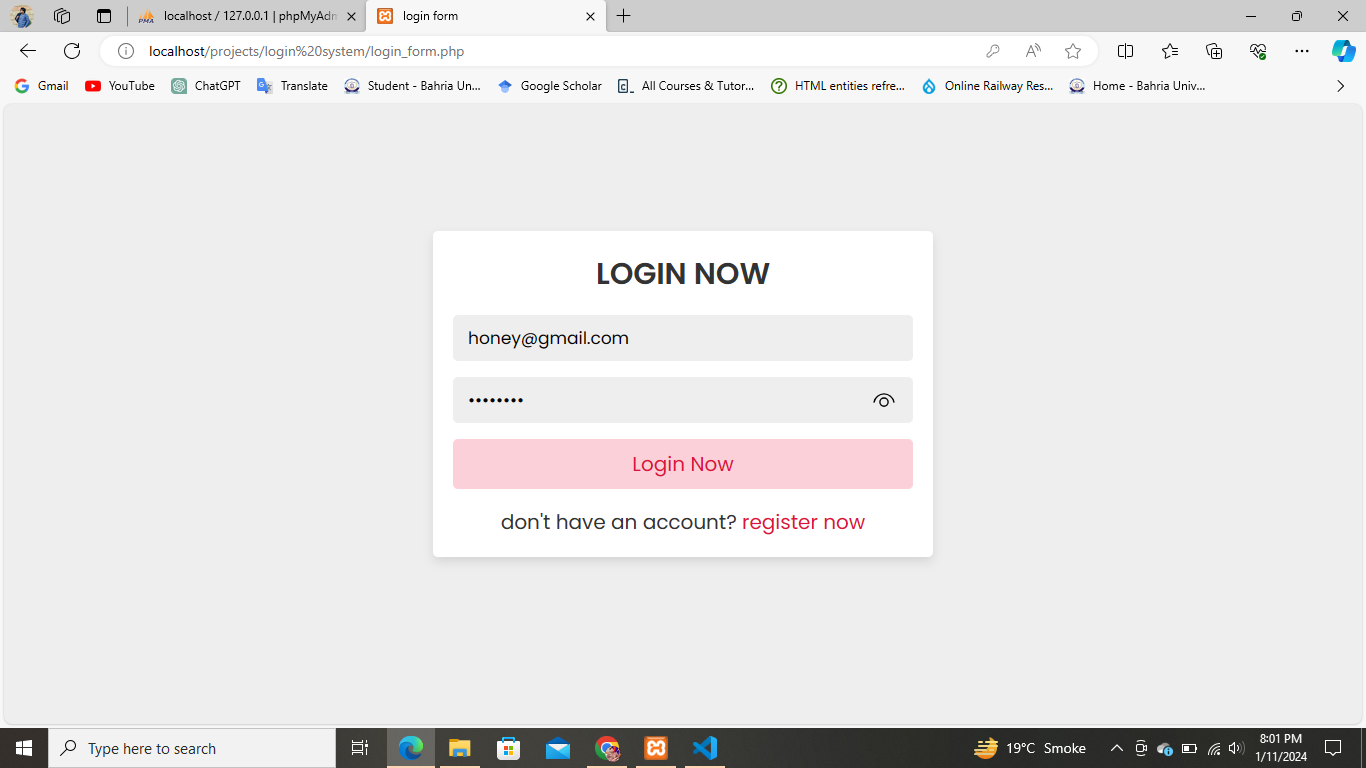 localhost / 127.0.0.1 | phpMyAdm
login form
localhost/projects/login%20system/login_form.php
Gmail
YouTube
ChatGPT
Translate
Student - Bahria Un...
Google Scholar
All Courses & Tutor...
HTML entities refre...
Online Railway Res...
Home - Bahria Univ...
LOGIN NOW
honey@gmail.com
••••••••
Login Now
don't have an account? register now
Type here to search
19°C Smoke
8:01 PM
1/11/2024